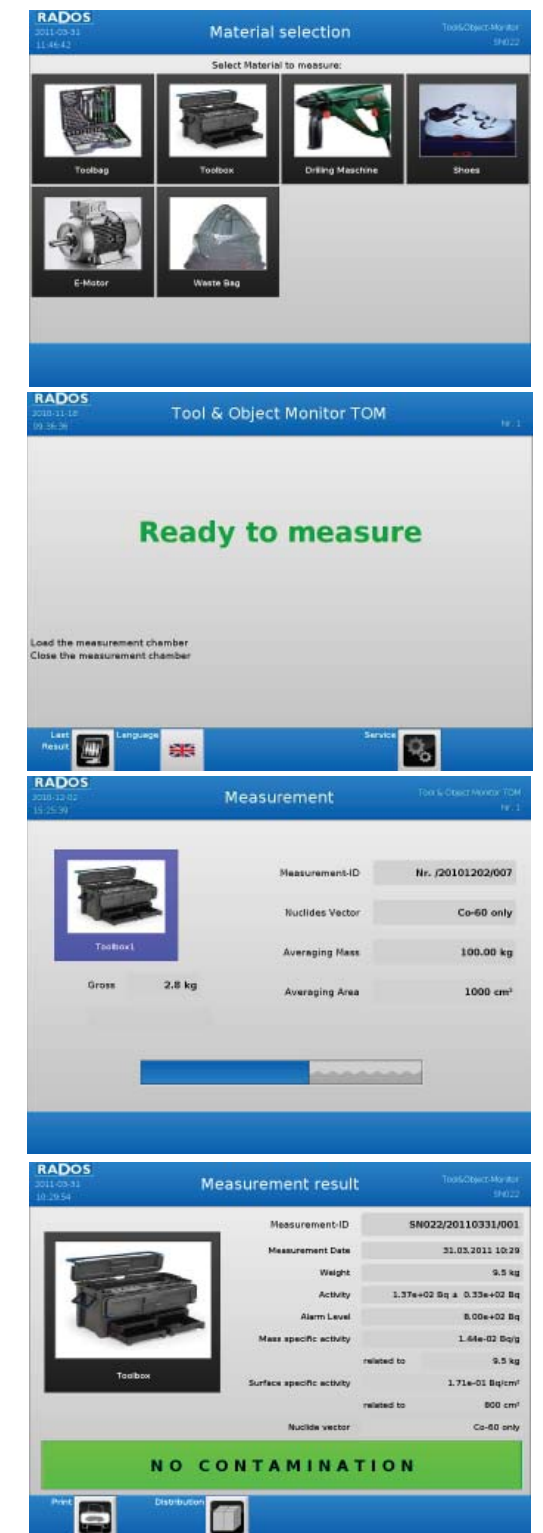 RADOS
2011-03-31
11:46:42
Material selection
Tool&Object-Monitor
SN022
Select Material to measure:
Toolbag
Toolbox
Drilling Maschine
Shoes
E-Motor
Waste Bag
RADOS
2010-11-18
09:36:36
Tool & Object Monitor TOM
Nr. 1
Ready to measure
Load the measurement chamber
Close the measurement chamber
Last Result
Language
Service
RADOS
2010-12-02
15:25:39
Measurement
Tool & Object Monitor TOM
Nr. 1
Toolbox1
Gross 2.8 kg
Measurement-ID Nr. /20101202/007
Nuclides Vector Co-60 only
Averaging Mass 100.00 kg
Averaging Area 1000 cm²
RADOS
2011-03-31
10:29:54
Measurement result
Tool&Object-Monitor
SN022
Toolbox
Measurement-ID SN022/20110331/001
Measurement Date 31.03.2011 10:29
Weight 9.5 kg
Activity 1.37e+02 Bq ± 0.33e+02 Bq
Alarm Level 8.00e+02 Bq
Mass specific activity 1.44e-02 Bq/g
related to 9.5 kg
Surface specific activity 1.71e-01 Bq/cm²
related to 800 cm²
Nuclide vector Co-60 only
NO CONTAMINATION
Print
Distribution